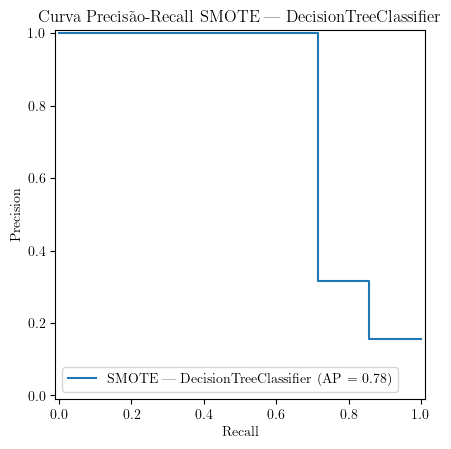 Curva Precisão-Recall SMOTE — DecisionTreeClassifier
1.0
0.8
0.6
0.4
0.2
0.0
Precision
SMOTE — DecisionTreeClassifier (AP = 0.78)
0.0 0.2 0.4 0.6 0.8 1.0
Recall